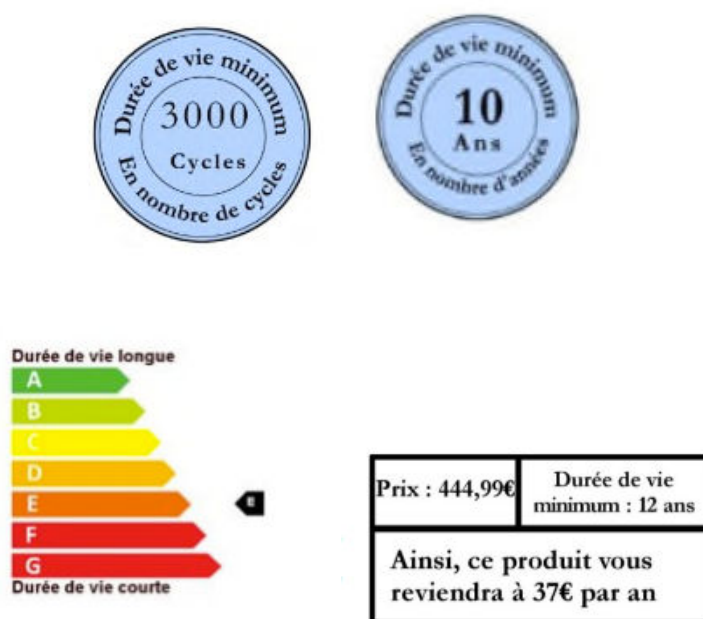 Durée de vie minimum
3000
Cycles
En nombre de cycles
Durée de vie minimum
10
Ans
En nombre d'années
Durée de vie longue
A
B
C
D
E
E
F
G
Durée de vie courte
Prix : 444,99€
Durée de vie
minimum : 12 ans
Ainsi, ce produit vous
reviendra à 37€ par an